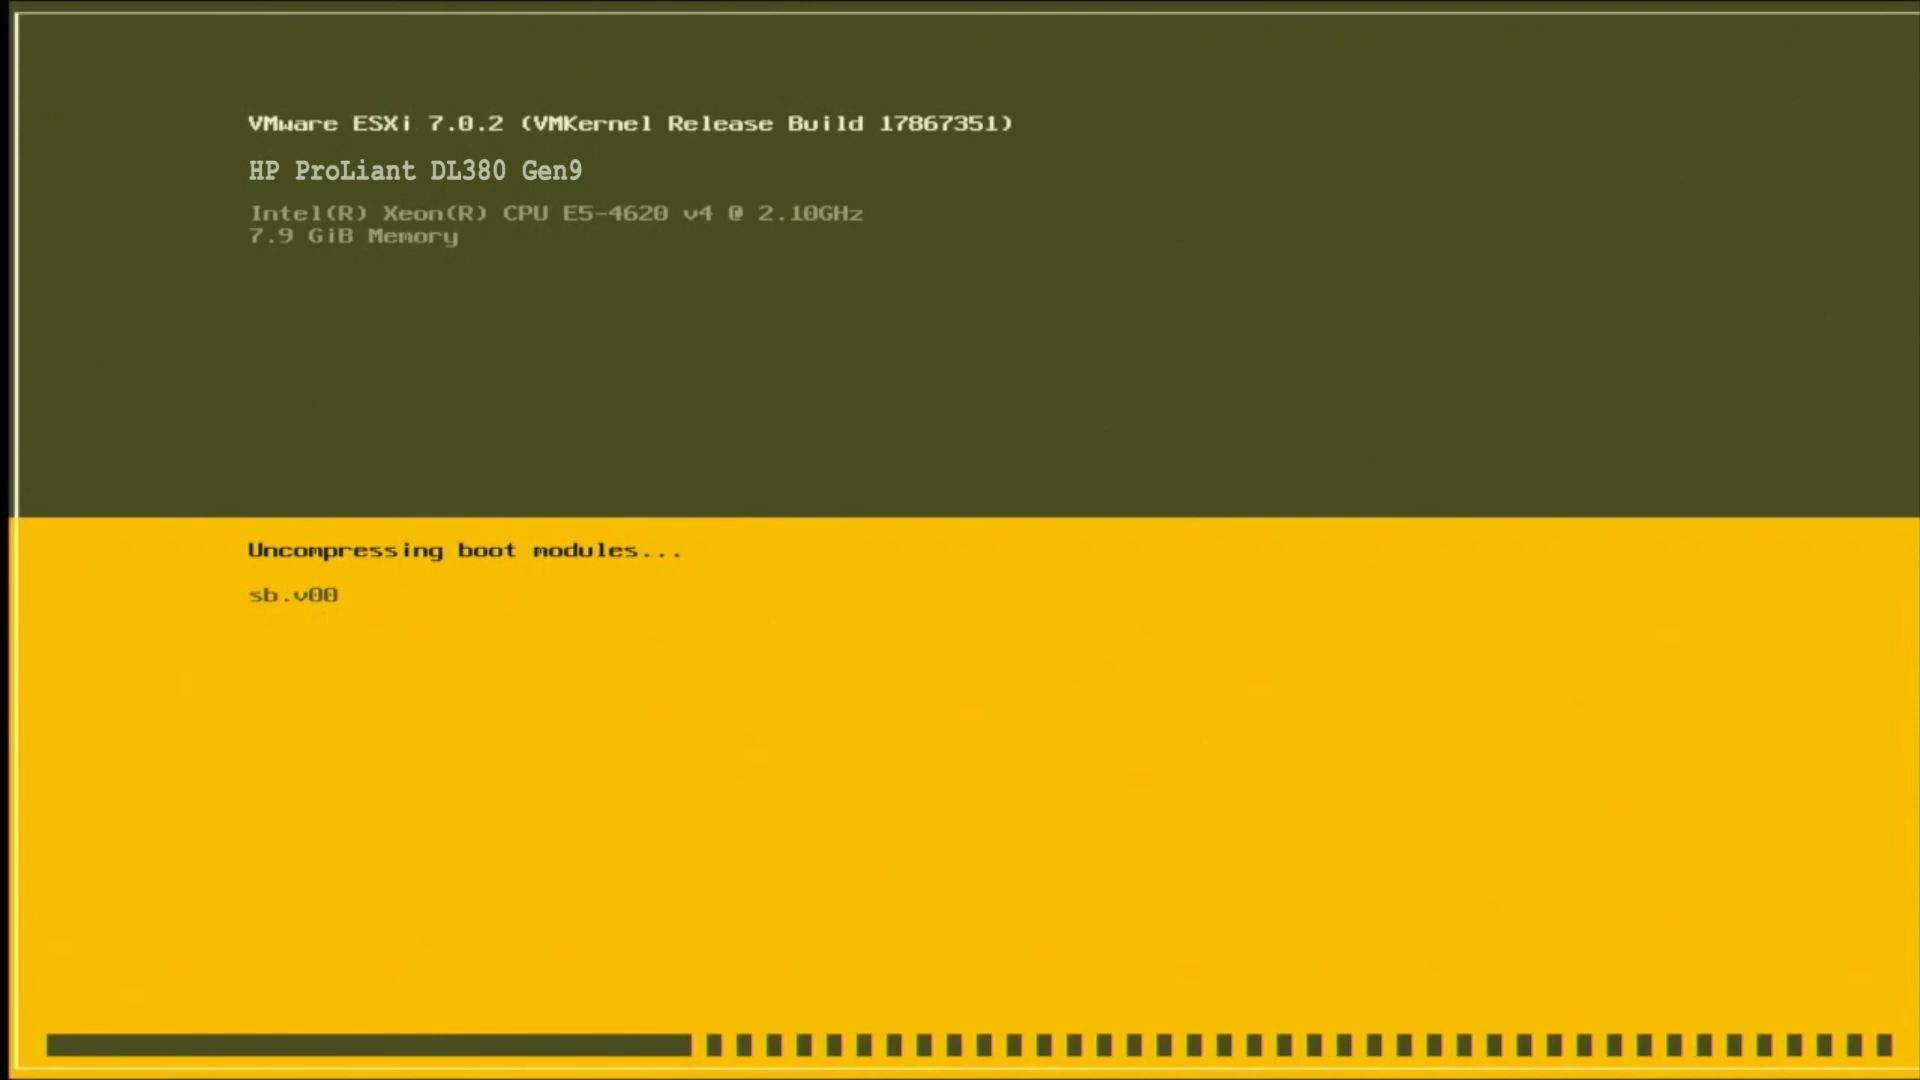 VMware ESXi 7.0.2 (VMKernel Release Build 17867351)
HP ProLiant DL380 Gen9
Intel(R) Xeon(R) CPU E5-4620 v4 @ 2.10GHz
7.9 GiB Memory
Uncompressing boot modules...
sb.v00